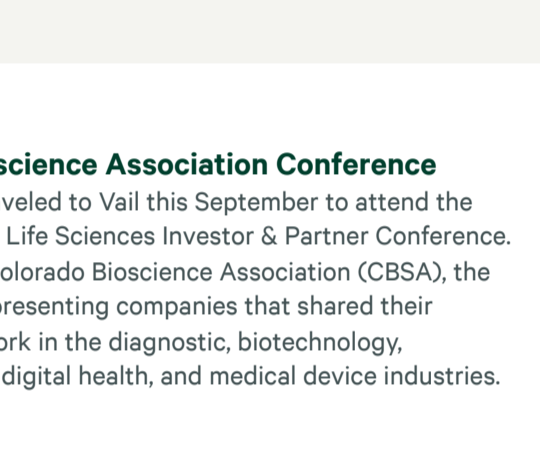 science Association Conference
veled to Vail this September to attend the
Life Sciences Investor & Partner Conference.
olorado Bioscience Association (CBSA), the
presenting companies that shared their
ork in the diagnostic, biotechnology,
digital health, and medical device industries.